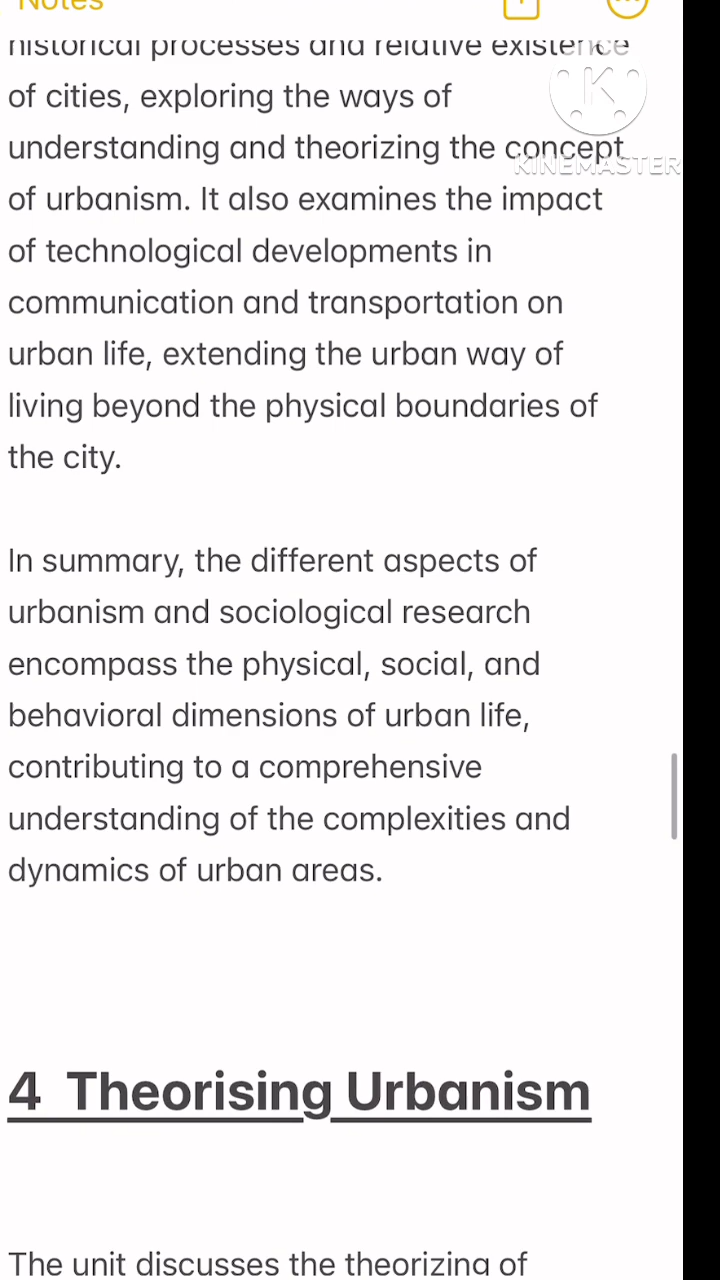 Notes
historical processes and relative existence
of cities, exploring the ways of
K
understanding and theorizing the concept
KINEMASTER
of urbanism. It also examines the impact
of technological developments in
communication and transportation on
urban life, extending the urban way of
living beyond the physical boundaries of
the city.
In summary, the different aspects of
urbanism and sociological research
encompass the physical, social, and
behavioral dimensions of urban life,
contributing to a comprehensive
understanding of the complexities and
dynamics of urban areas.
4 Theorising Urbanism
The unit discusses the theorizing of